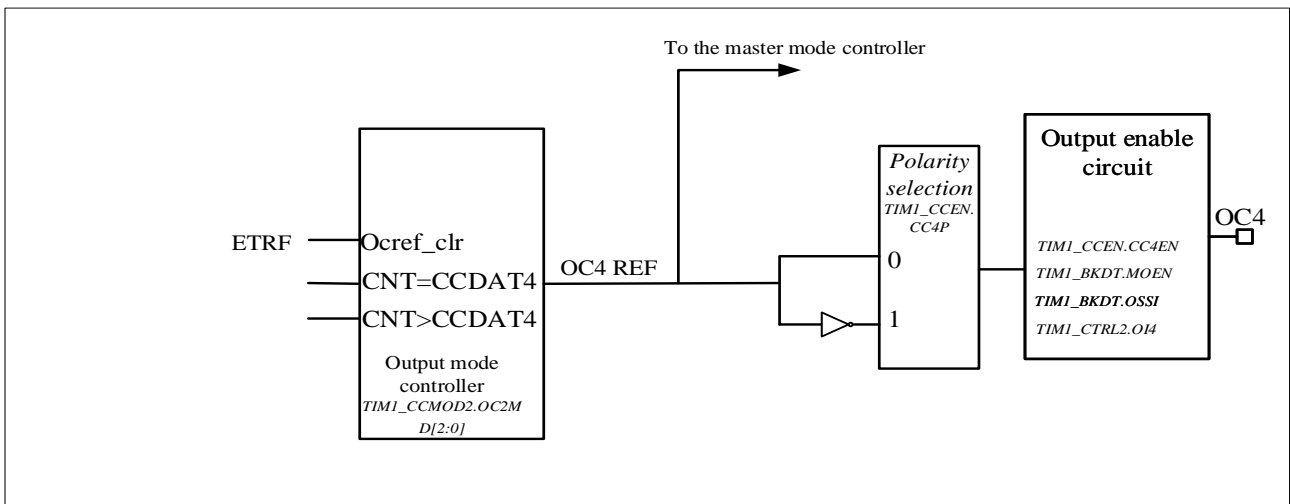 To the master mode controller
Output enable
circuit
Polarity
selection
TIM1_CCEN.
CC4P
OC4
ETRF
Ocref_clr
TIM1_CCEN.CC4EN
OC4 REF
0
TIM1_BKDT.MOEN
CNT=CCDAT4
TIM1_BKDT.OSSI
CNT>CCDAT4
1
TIM1_CTRL2.OI4
Output mode
controller
TIM1_CCMOD2.OC2M
D[2:0]